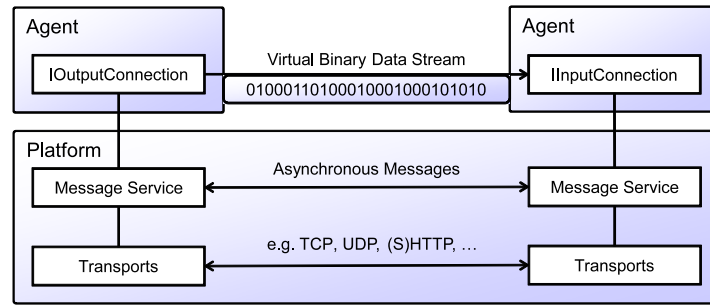 Agent
Agent
IOutputConnection
Virtual Binary Data Stream
IInputConnection
01000110100010001000101010
Platform
Message Service
Asynchronous Messages
Message Service
Transports
e.g. TCP, UDP, (S)HTTP, ...
Transports